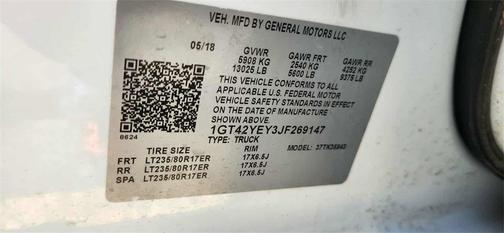 VEH. MFD BY GENERAL MOTORS LLC
05/18 GVWR GAWR FRT GAWR RR
5908 KG 2540 KG 4252 KG
13025 LB 5600 LB 9375 LB
THIS VEHICLE CONFORMS TO ALL
APPLICABLE U.S. FEDERAL MOTOR
VEHICLE SAFETY STANDARDS IN EFFECT
ON THE DATE OF MANUFACTURE SHOWN
ABOVE.
0624 1GT42YEY3JF269147
TYPE: TRUCK MODEL:
TIRE SIZE RIM
FRT LT235/80R17ER 17X6.5J
RR LT235/80R17ER 17X6.5J
SPA LT235/80R17ER 17X6.5J